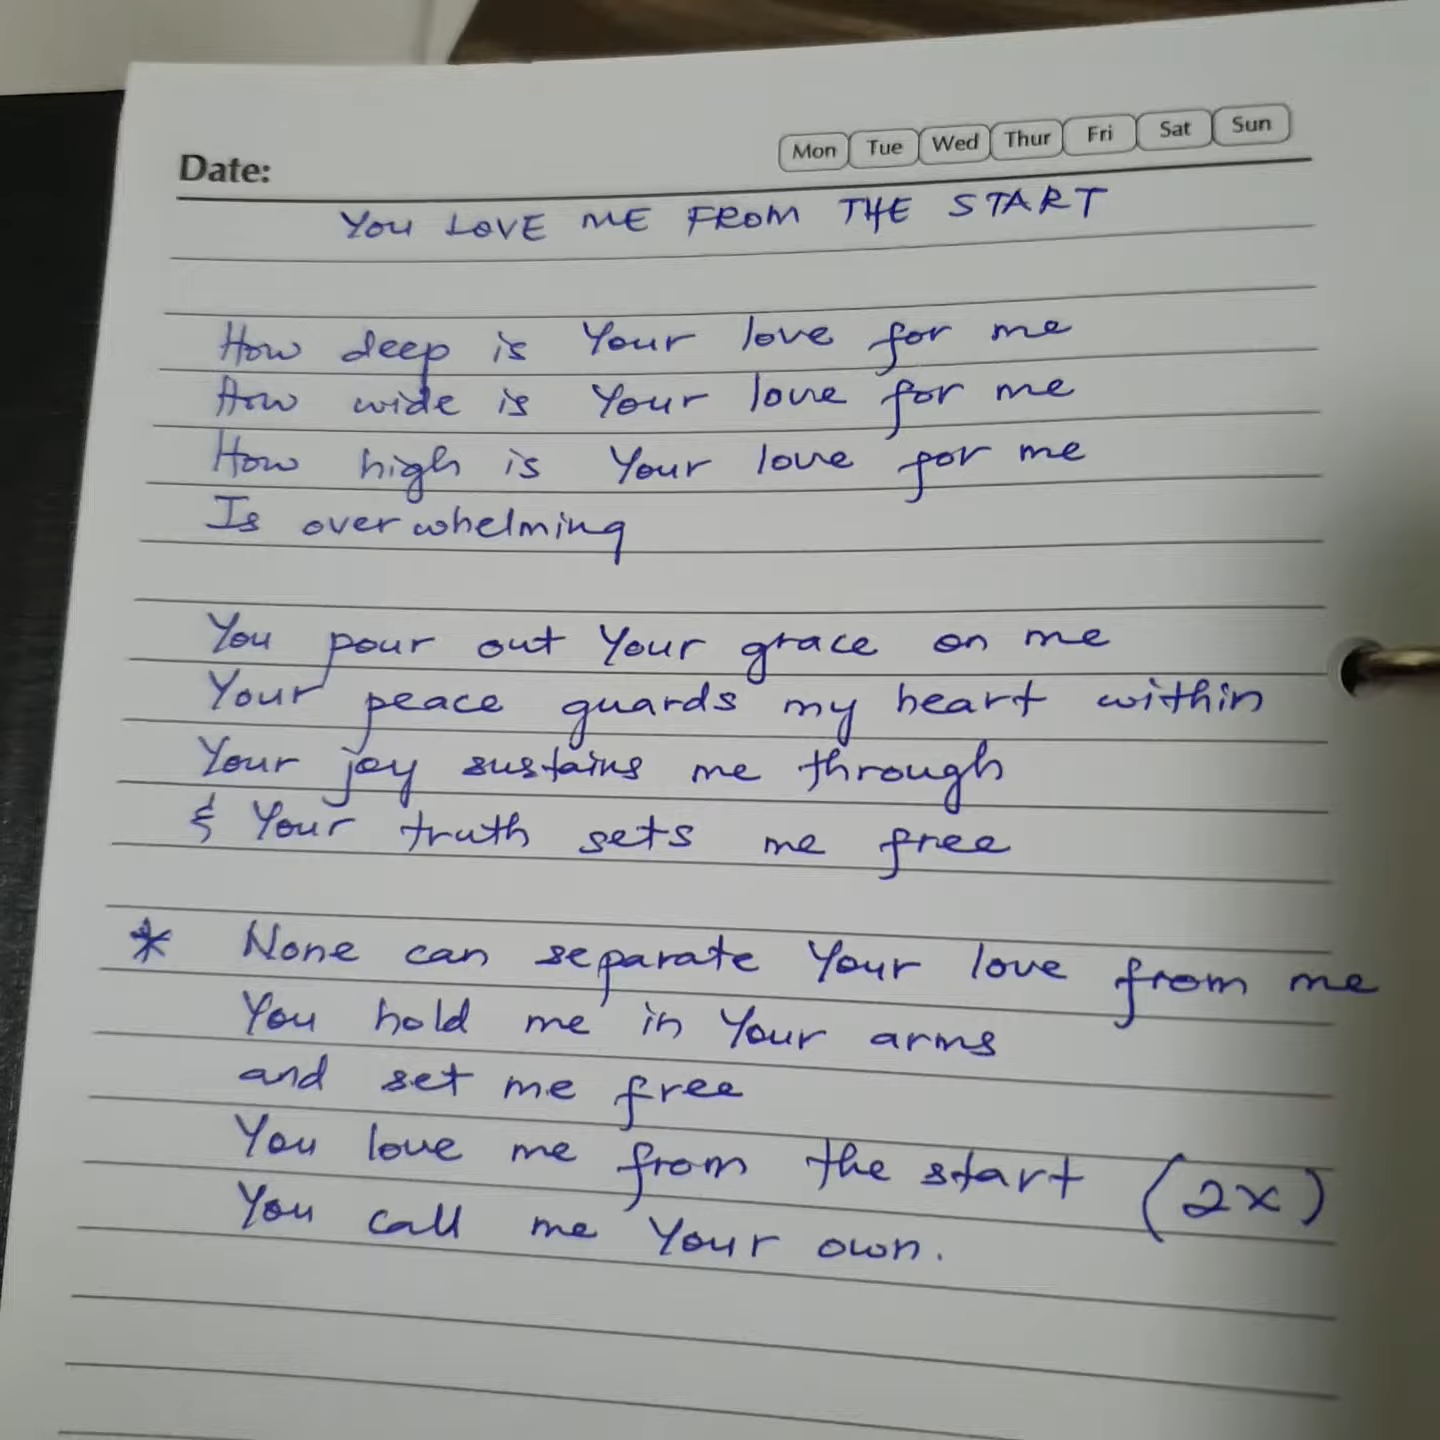 Date:
Mon Tue Wed Thur Fri Sat Sun
YOU LOVE ME FROM THE START
How deep is Your love for me
How wide is Your love for me
How high is Your love for me
Is overwhelming
You pour out Your grace on me
Your peace guards my heart within
Your joy sustains me through
& Your truth sets me free
* None can separate Your love from me
You hold me in Your arms
and set me free
You love me from the start (2x)
You call me Your own.